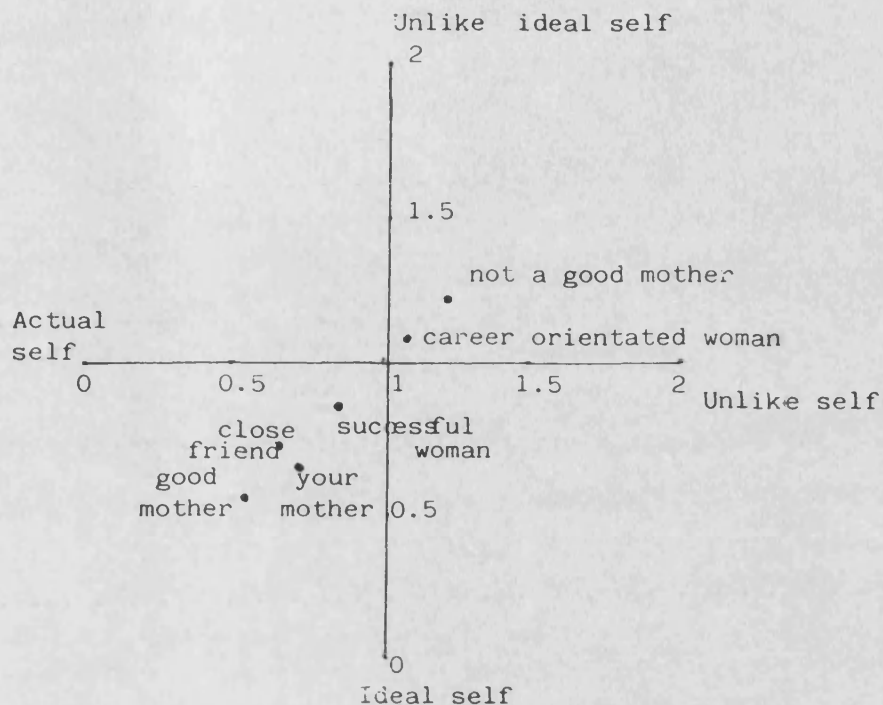 Unlike ideal self
2
1.5
not a good mother
Actual
self
career orientated woman
0 0.5 1 1.5 2
Unlike self
close successful
friend woman
good your
mother mother 0.5
0
Ideal self